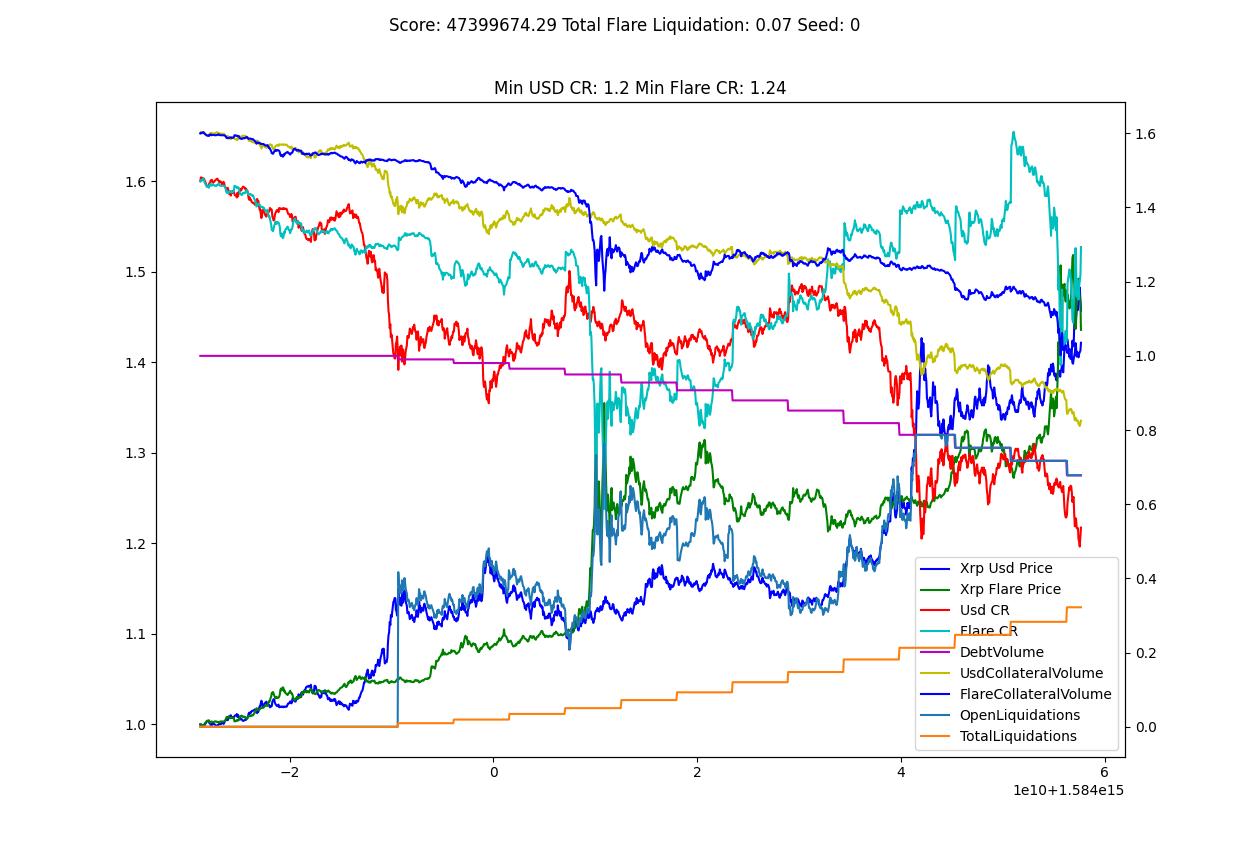 Score: 47399674.29 Total Flare Liquidation: 0.07 Seed: 0
Min USD CR: 1.2 Min Flare CR: 1.24
1.6
1.5
1.4
1.3
1.2
1.1
1.0
1.6
1.4
1.2
1.0
0.8
0.6
0.4
0.2
0.0
Xrp Usd Price
Xrp Flare Price
Usd CR
Flare CR
DebtVolume
UsdCollateralVolume
FlareCollateralVolume
OpenLiquidations
TotalLiquidations
−2 0 2 4 6
1e10+1.584e15